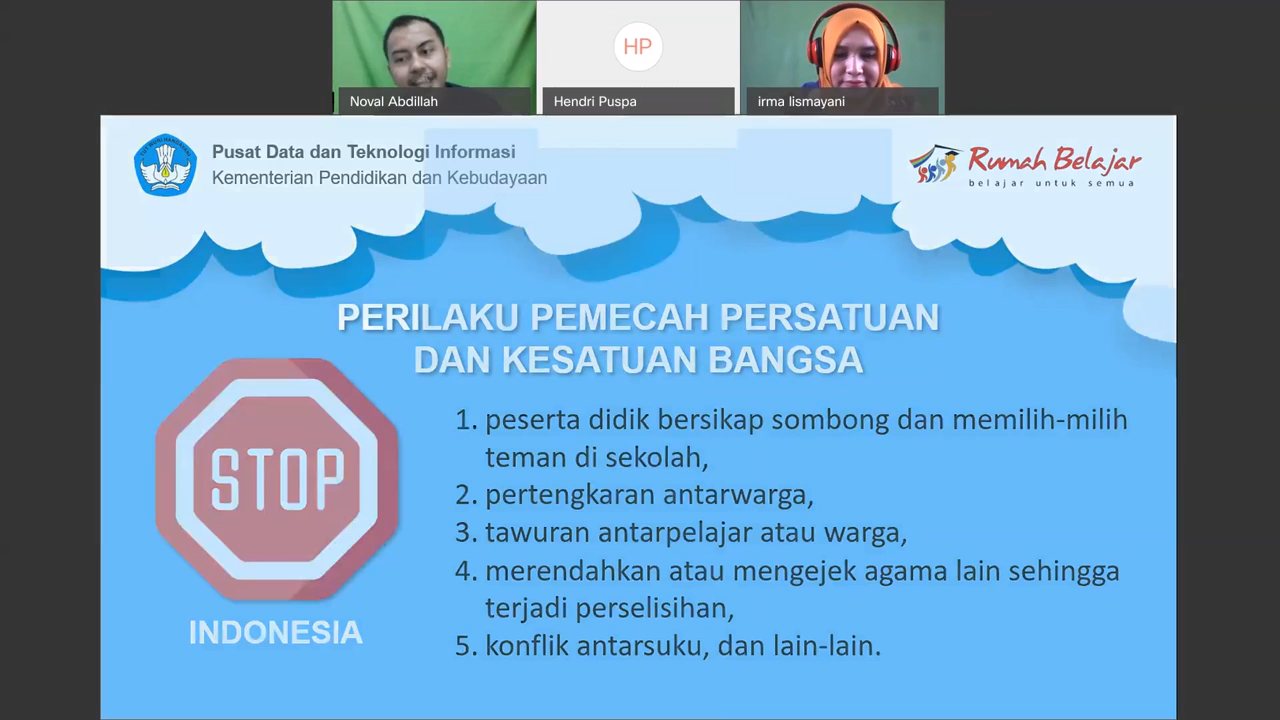 HP
Noval Abdillah
Hendri Puspa
irma lismayani
Pusat Data dan Teknologi Informasi
Kementerian Pendidikan dan Kebudayaan
Rumah Belajar
belajar untuk semua
PERILAKU PEMECAH PERSATUAN
DAN KESATUAN BANGSA
STOP
INDONESIA
1. peserta didik bersikap sombong dan memilih-milih
teman di sekolah,
2. pertengkaran antarwarga,
3. tawuran antarpelajar atau warga,
4. merendahkan atau mengejek agama lain sehingga
terjadi perselisihan,
5. konflik antarsuku, dan lain-lain.